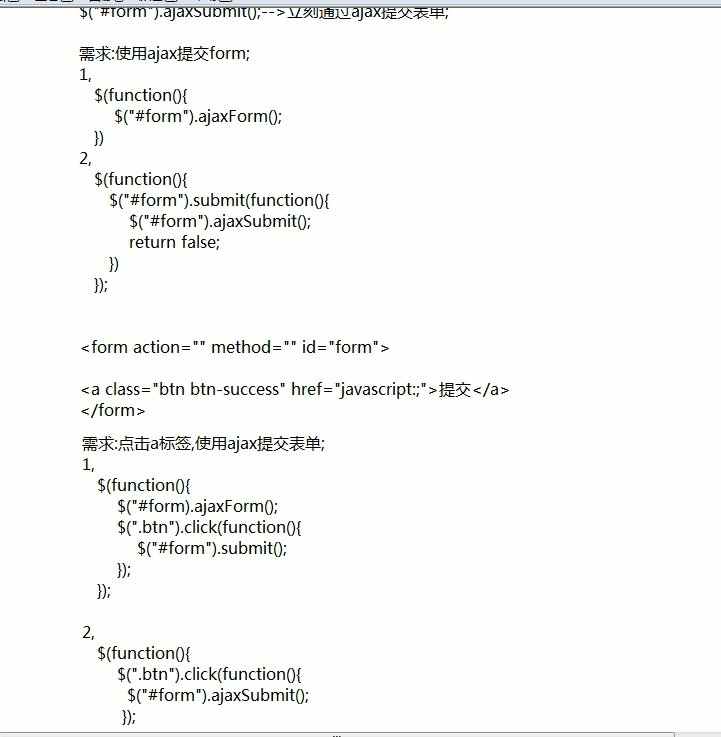 $("#form").ajaxSubmit();-->立刻通过ajax提交表单;
需求:使用ajax提交form;
1,
$(function(){
$("#form").ajaxForm();
})
2,
$(function(){
$("#form").submit(function(){
$("#form").ajaxSubmit();
return false;
})
});
<form action="" method="" id="form">
<a class="btn btn-success" href="javascript:;">提交</a>
</form>
需求:点击a标签,使用ajax提交表单;
1,
$(function(){
$("#form).ajaxForm();
$(".btn").click(function(){
$("#form").submit();
});
});
2,
$(function(){
$(".btn").click(function(){
$("#form").ajaxSubmit();
});